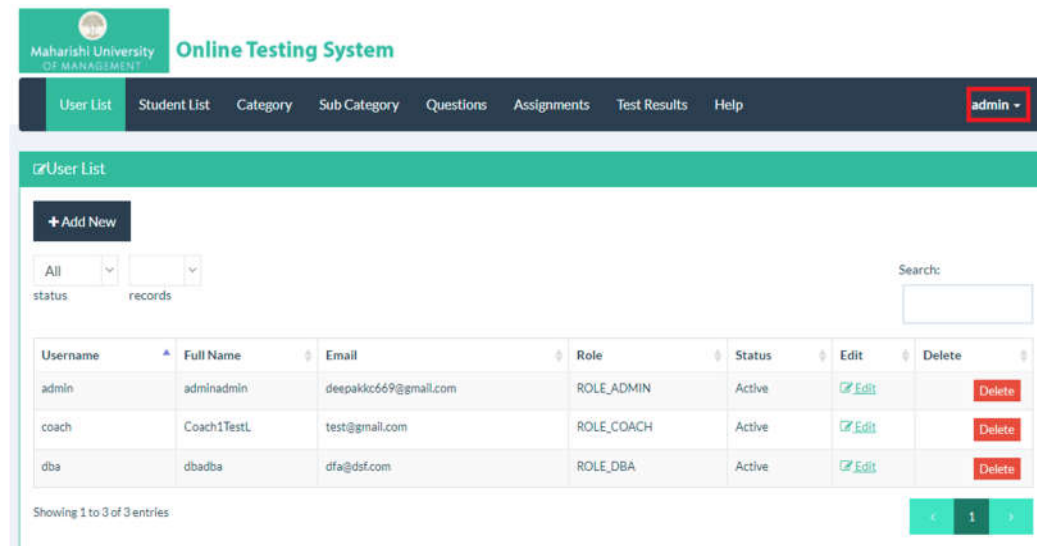 Maharishi University
OF MANAGEMENT
Online Testing System
User List Student List Category Sub Category Questions Assignments Test Results Help admin
User List
+ Add New
All
status records
Search:
Username Full Name Email Role Status Edit Delete
admin adminadmin deepakkc669@gmail.com ROLE_ADMIN Active Edit Delete
coach Coach1TestL test@gmail.com ROLE_COACH Active Edit Delete
dba dbadba dfa@dsf.com ROLE_DBA Active Edit Delete
Showing 1 to 3 of 3 entries
< 1 >